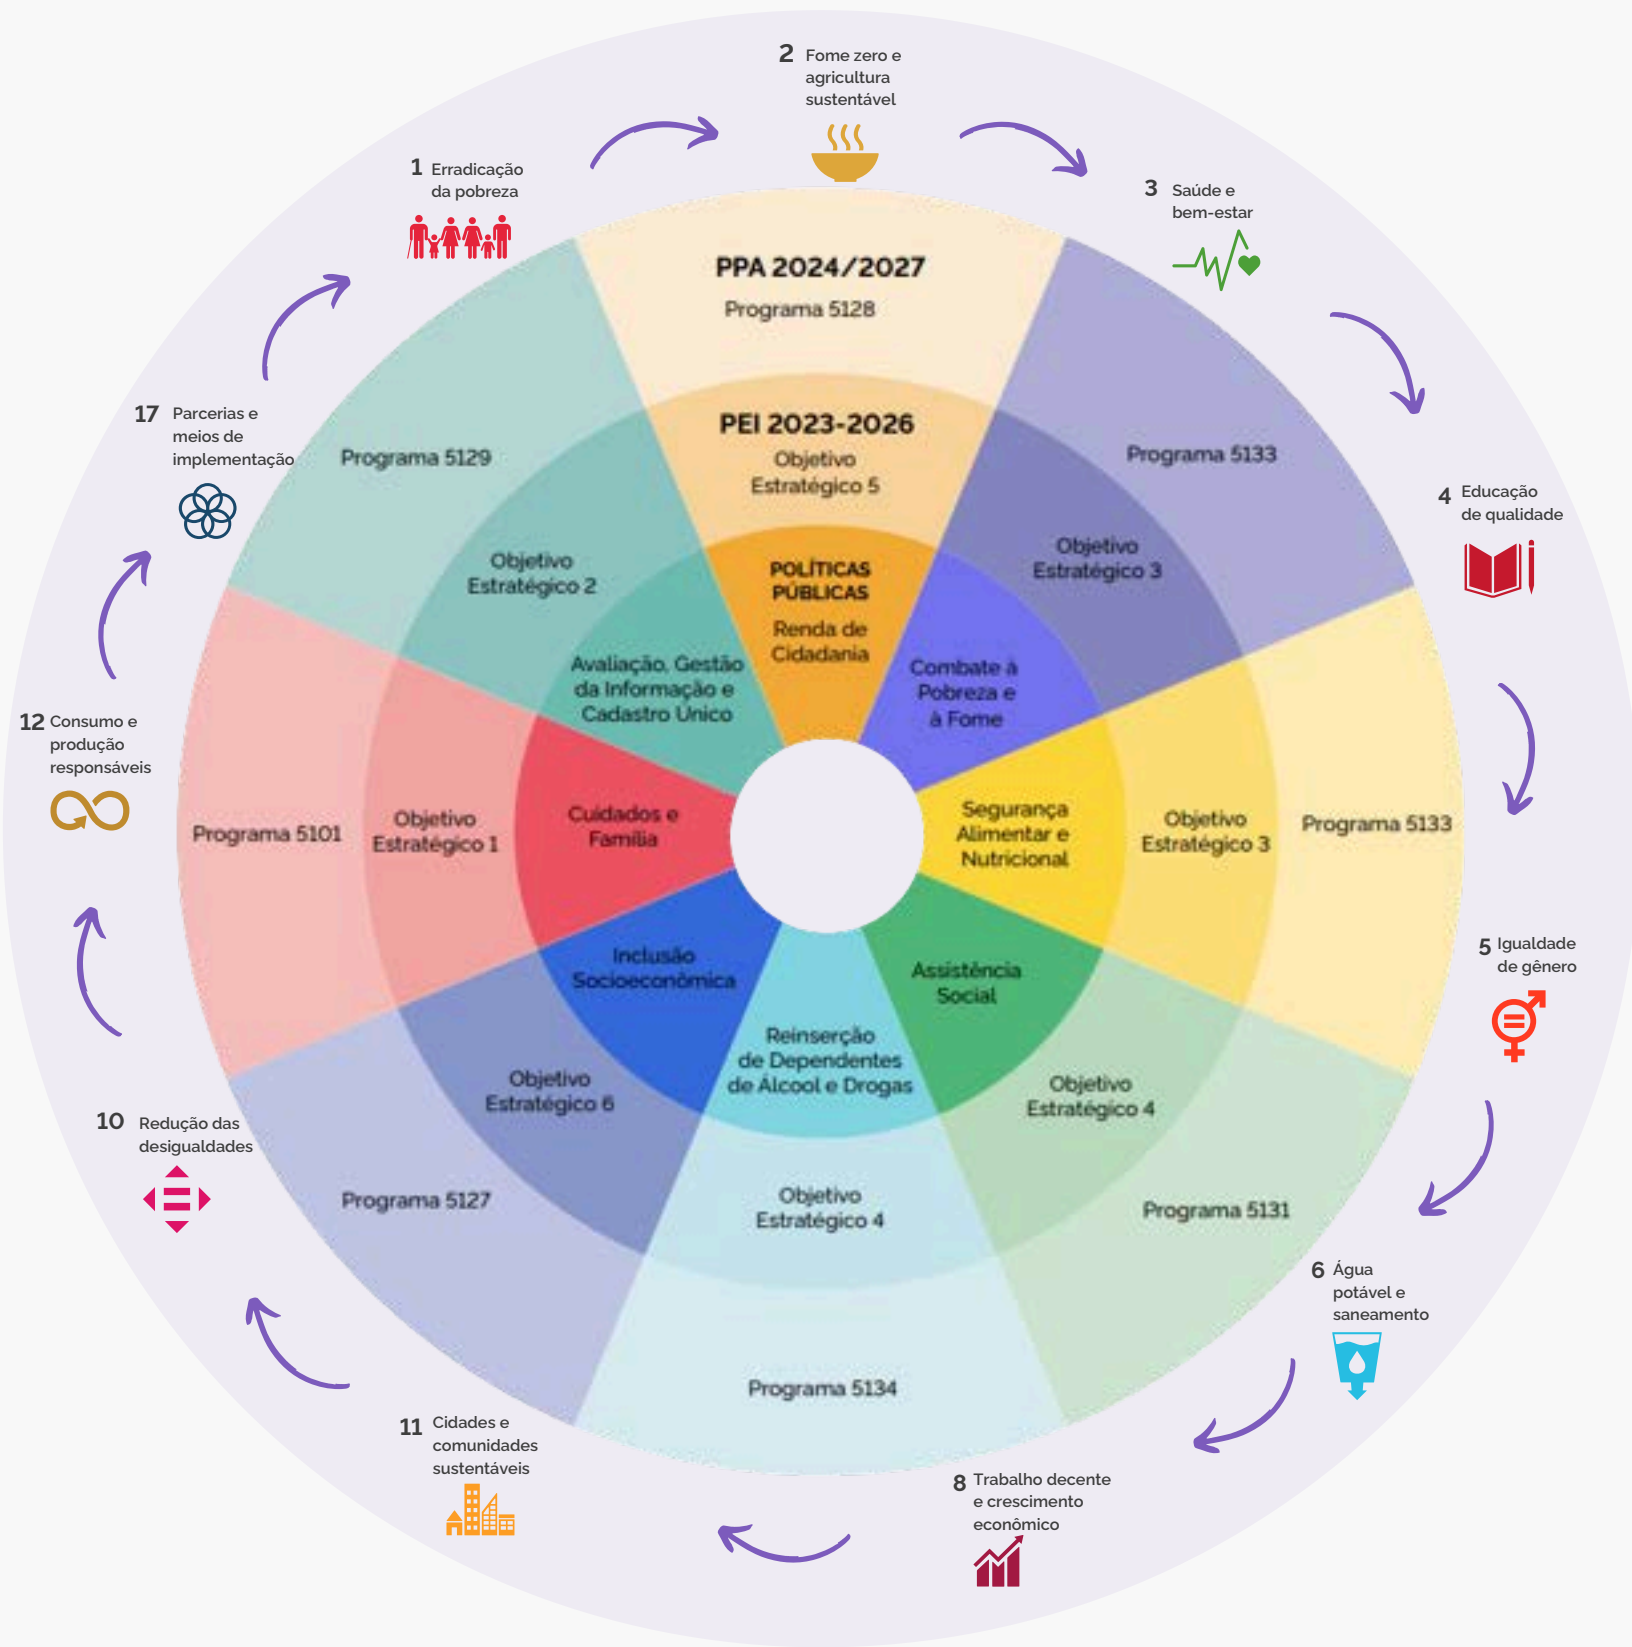 2 Fome zero e
agricultura
sustentável
3 Saúde e
bem-estar
4 Educação
de qualidade
5 Igualdade
de gênero
6 Água
potável e
saneamento
8 Trabalho decente
e crescimento
econômico
11 Cidades e
comunidades
sustentáveis
10 Redução das
desigualdades
12 Consumo e
produção
responsáveis
17 Parcerias e
meios de
implementação
1 Erradicação
da pobreza
PPA 2024/2027
Programa 5128
PEI 2023-2026
Objetivo
Estratégico 5
POLÍTICAS
PÚBLICAS
Renda de
Cidadania
Programa 5133
Objetivo
Estratégico 3
Combate à
Pobreza e
à Fome
Programa 5133
Objetivo
Estratégico 3
Segurança
Alimentar e
Nutricional
Programa 5131
Objetivo
Estratégico 4
Assistência
Social
Programa 5134
Objetivo
Estratégico 4
Reinserção
de Dependentes
de Álcool e Drogas
Programa 5127
Objetivo
Estratégico 6
Inclusão
Socioeconômica
Programa 5101
Objetivo
Estratégico 1
Cuidados e
Família
Programa 5129
Objetivo
Estratégico 2
Avaliação, Gestão
da Informação e
Cadastro Único